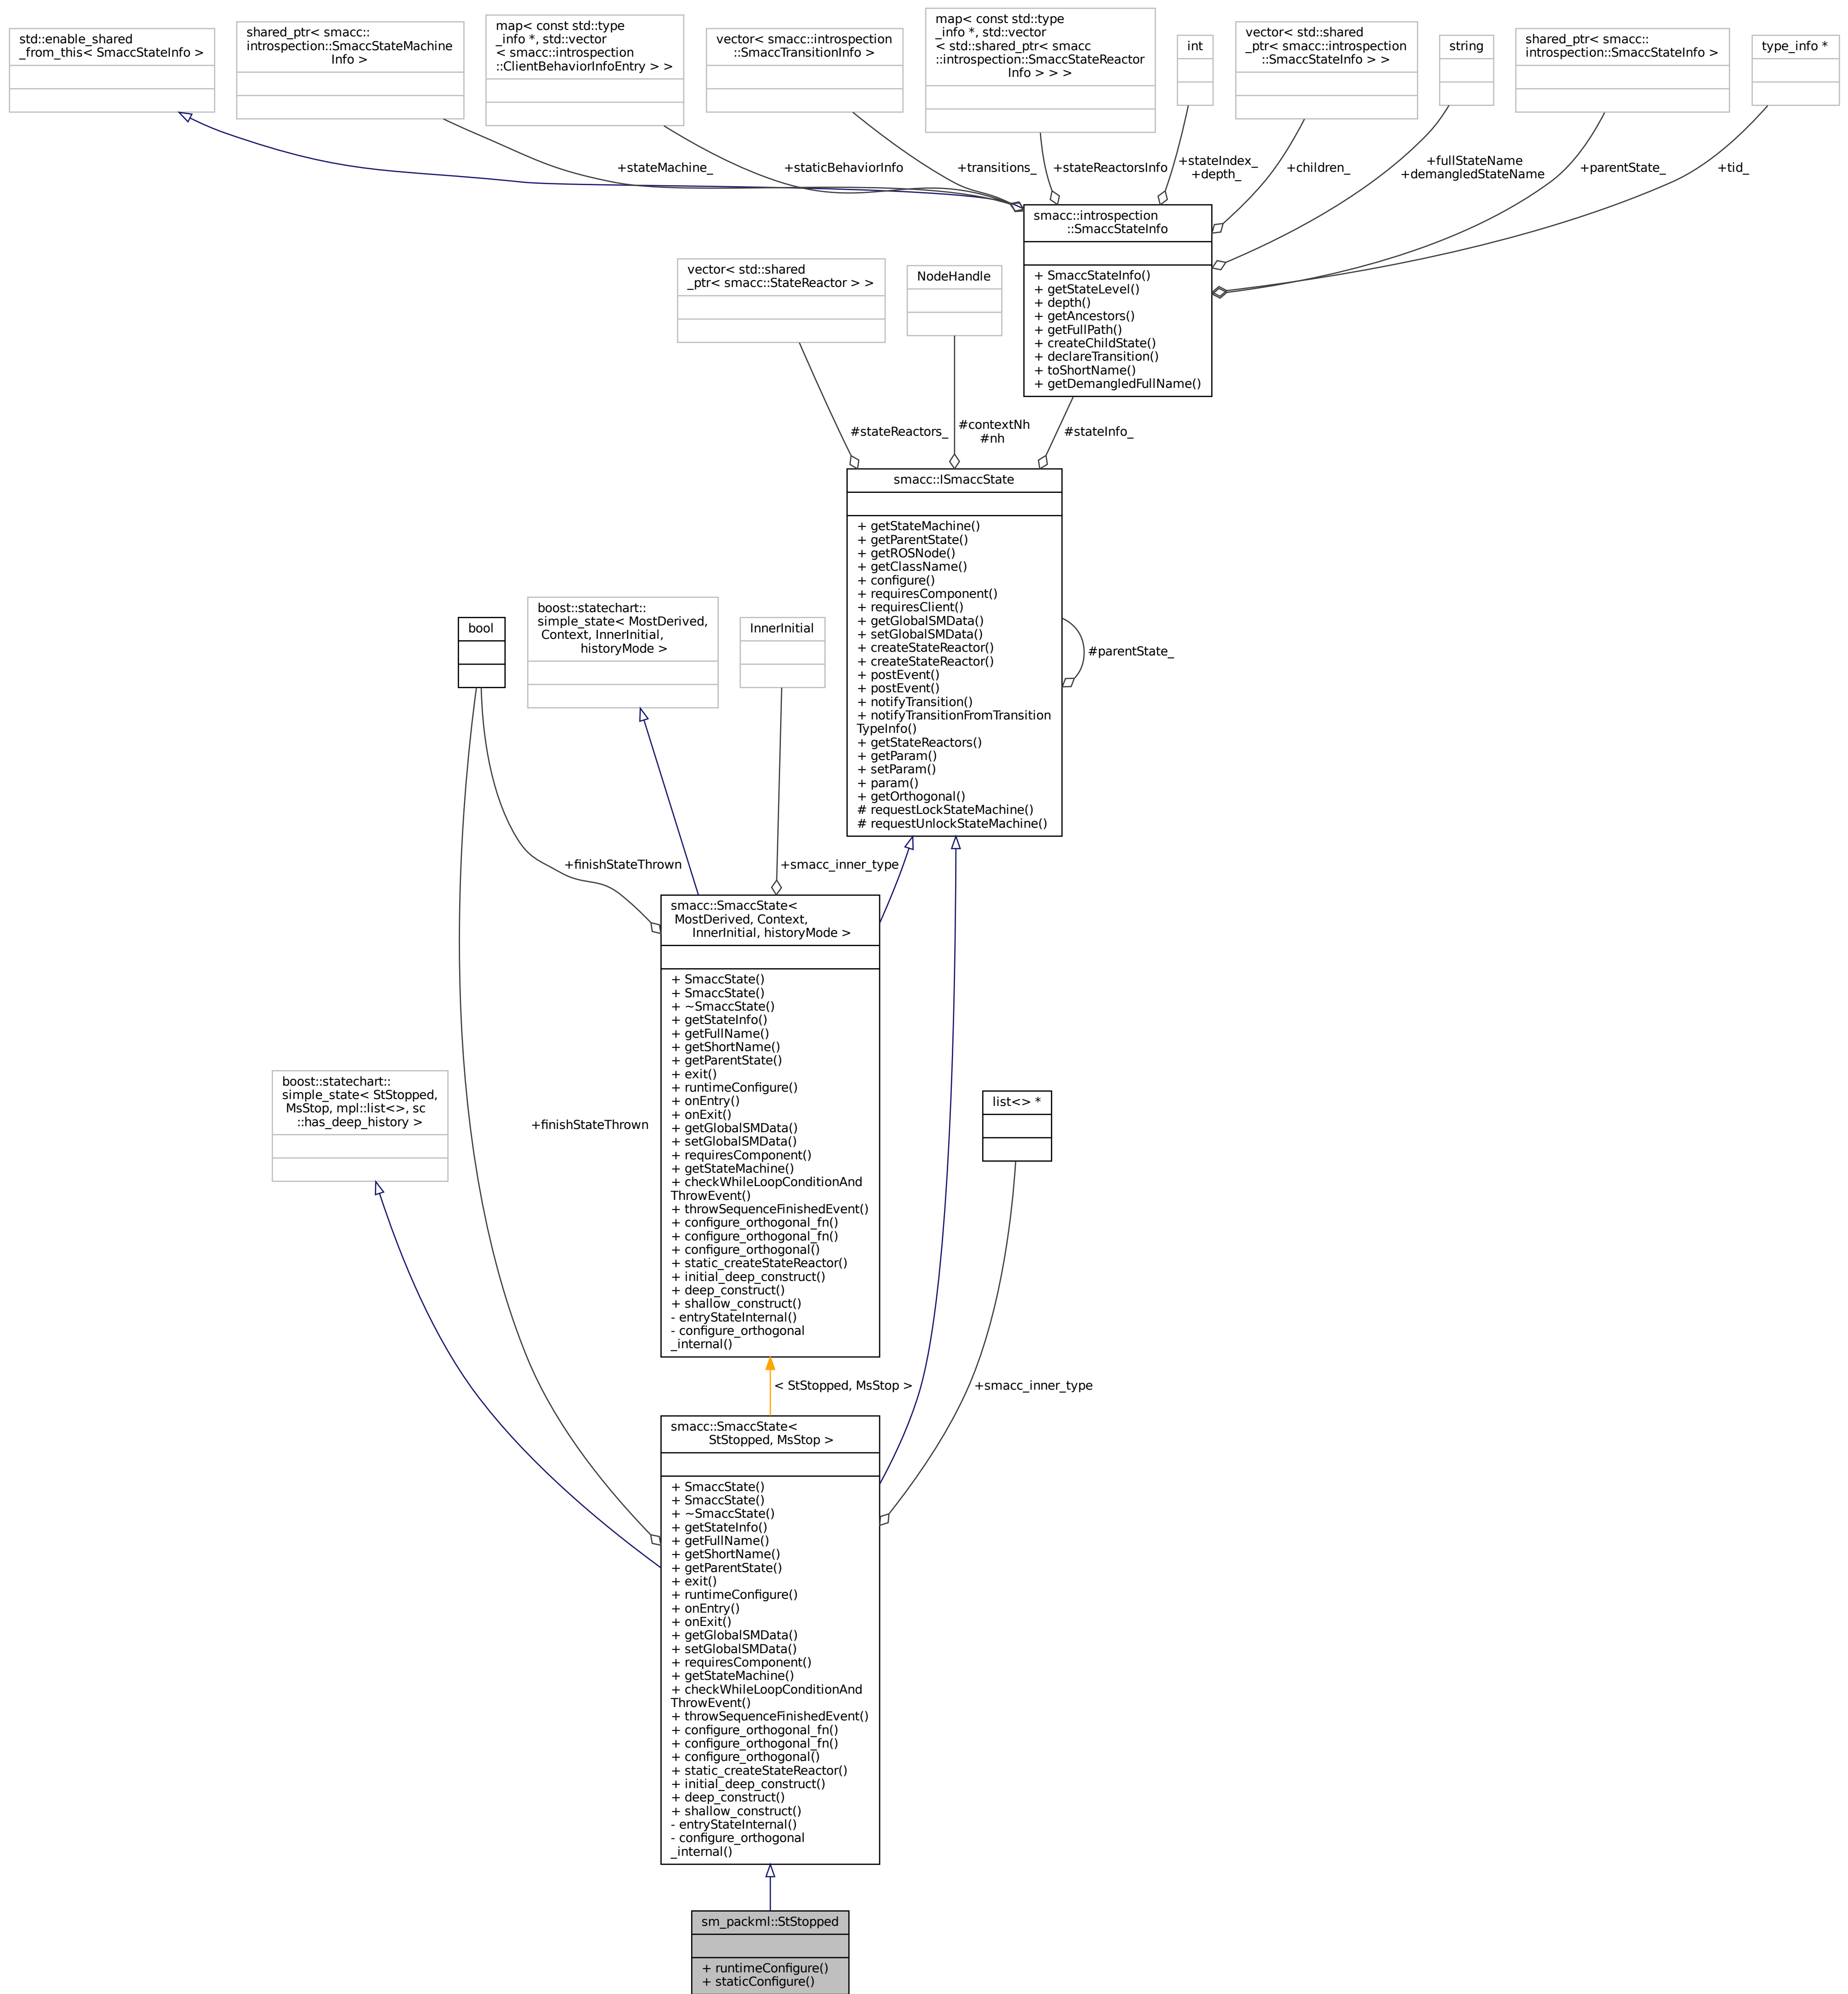 std::enable_shared
_from_this< SmaccStateInfo >
shared_ptr< smacc::
introspection::SmaccStateMachine
Info >
map< const std::type
_info *, std::vector
< smacc::introspection
::ClientBehaviorInfoEntry > >
vector< smacc::introspection
::SmaccTransitionInfo >
map< const std::type
_info *, std::vector
< std::shared_ptr< smacc
::introspection::SmaccStateReactor
Info > > >
int
vector< std::shared
_ptr< smacc::introspection
::SmaccStateInfo > >
string
shared_ptr< smacc::
introspection::SmaccStateInfo >
type_info *
+stateMachine_
+staticBehaviorInfo
+transitions_
+stateReactorsInfo
+stateIndex_
+depth_
+children_
+fullStateName
+demangledStateName
+parentState_
+tid_
smacc::introspection
::SmaccStateInfo
+ SmaccStateInfo()
+ getStateLevel()
+ depth()
+ getAncestors()
+ getFullPath()
+ createChildState()
+ declareTransition()
+ toShortName()
+ getDemangledFullName()
vector< std::shared
_ptr< smacc::StateReactor > >
NodeHandle
#stateReactors_
#contextNh
#nh
#stateInfo_
smacc::ISmaccState
+ getStateMachine()
+ getParentState()
+ getROSNode()
+ getClassName()
+ configure()
+ requiresComponent()
+ requiresClient()
+ getGlobalSMData()
+ setGlobalSMData()
+ createStateReactor()
+ createStateReactor()
+ postEvent()
+ postEvent()
+ notifyTransition()
+ notifyTransitionFromTransition
TypeInfo()
+ getStateReactors()
+ getParam()
+ setParam()
+ param()
+ getOrthogonal()
# requestLockStateMachine()
# requestUnlockStateMachine()
#parentState_
bool
boost::statechart::
simple_state< MostDerived,
Context, InnerInitial,
historyMode >
InnerInitial
+finishStateThrown
+smacc_inner_type
smacc::SmaccState<
MostDerived, Context,
InnerInitial, historyMode >
+ SmaccState()
+ SmaccState()
+ ~SmaccState()
+ getStateInfo()
+ getFullName()
+ getShortName()
+ getParentState()
+ exit()
+ runtimeConfigure()
+ onEntry()
+ onExit()
+ getGlobalSMData()
+ setGlobalSMData()
+ requiresComponent()
+ getStateMachine()
+ checkWhileLoopConditionAnd
ThrowEvent()
+ throwSequenceFinishedEvent()
+ configure_orthogonal_fn()
+ configure_orthogonal_fn()
+ configure_orthogonal()
+ static_createStateReactor()
+ initial_deep_construct()
+ deep_construct()
+ shallow_construct()
- entryStateInternal()
- configure_orthogonal
_internal()
boost::statechart::
simple_state< StStopped,
MsStop, mpl::list<>, sc
::has_deep_history >
+finishStateThrown
list<> *
< StStopped, MsStop >
+smacc_inner_type
smacc::SmaccState<
StStopped, MsStop >
+ SmaccState()
+ SmaccState()
+ ~SmaccState()
+ getStateInfo()
+ getFullName()
+ getShortName()
+ getParentState()
+ exit()
+ runtimeConfigure()
+ onEntry()
+ onExit()
+ getGlobalSMData()
+ setGlobalSMData()
+ requiresComponent()
+ getStateMachine()
+ checkWhileLoopConditionAnd
ThrowEvent()
+ throwSequenceFinishedEvent()
+ configure_orthogonal_fn()
+ configure_orthogonal_fn()
+ configure_orthogonal()
+ static_createStateReactor()
+ initial_deep_construct()
+ deep_construct()
+ shallow_construct()
- entryStateInternal()
- configure_orthogonal
_internal()
sm_packml::StStopped
+ runtimeConfigure()
+ staticConfigure()